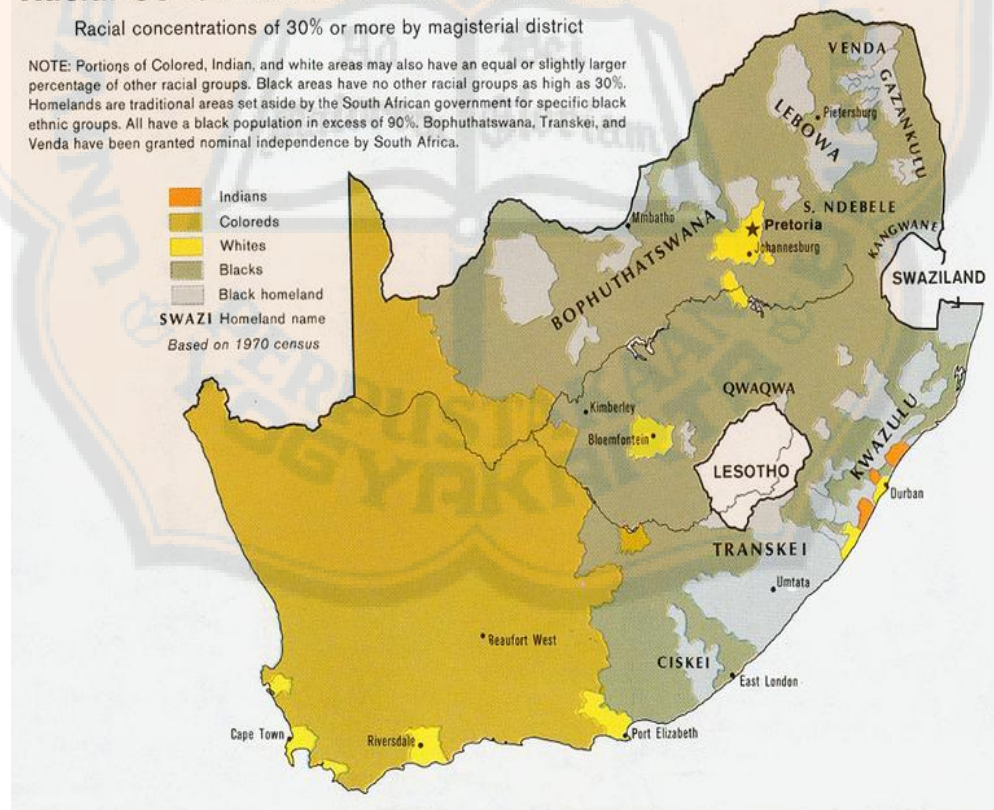 Racial concentrations of 30% or more by magisterial district
NOTE: Portions of Colored, Indian, and white areas may also have an equal or slightly larger
percentage of other racial groups. Black areas have no other racial groups as high as 30%.
Homelands are traditional areas set aside by the South African government for specific black
ethnic groups. All have a black population in excess of 90%. Bophuthatswana, Transkei, and
Venda have been granted nominal independence by South Africa.
Indians
Coloreds
Whites
Blacks
Black homeland
SWAZI Homeland name
Based on 1970 census
VENDA
GAZANKULU
LEBOWA
Pietersburg
S. NDEBELE
Mmbatho
Pretoria
Johannesburg
KANGWANE
SWAZILAND
BOPHUTHATSWANA
QWAQWA
Kimberley
Bloemfontein
LESOTHO
KWAZULU
Durban
TRANSKEI
Umtata
Beaufort West
CISKEI
East London
Cape Town
Riversdale
Port Elizabeth